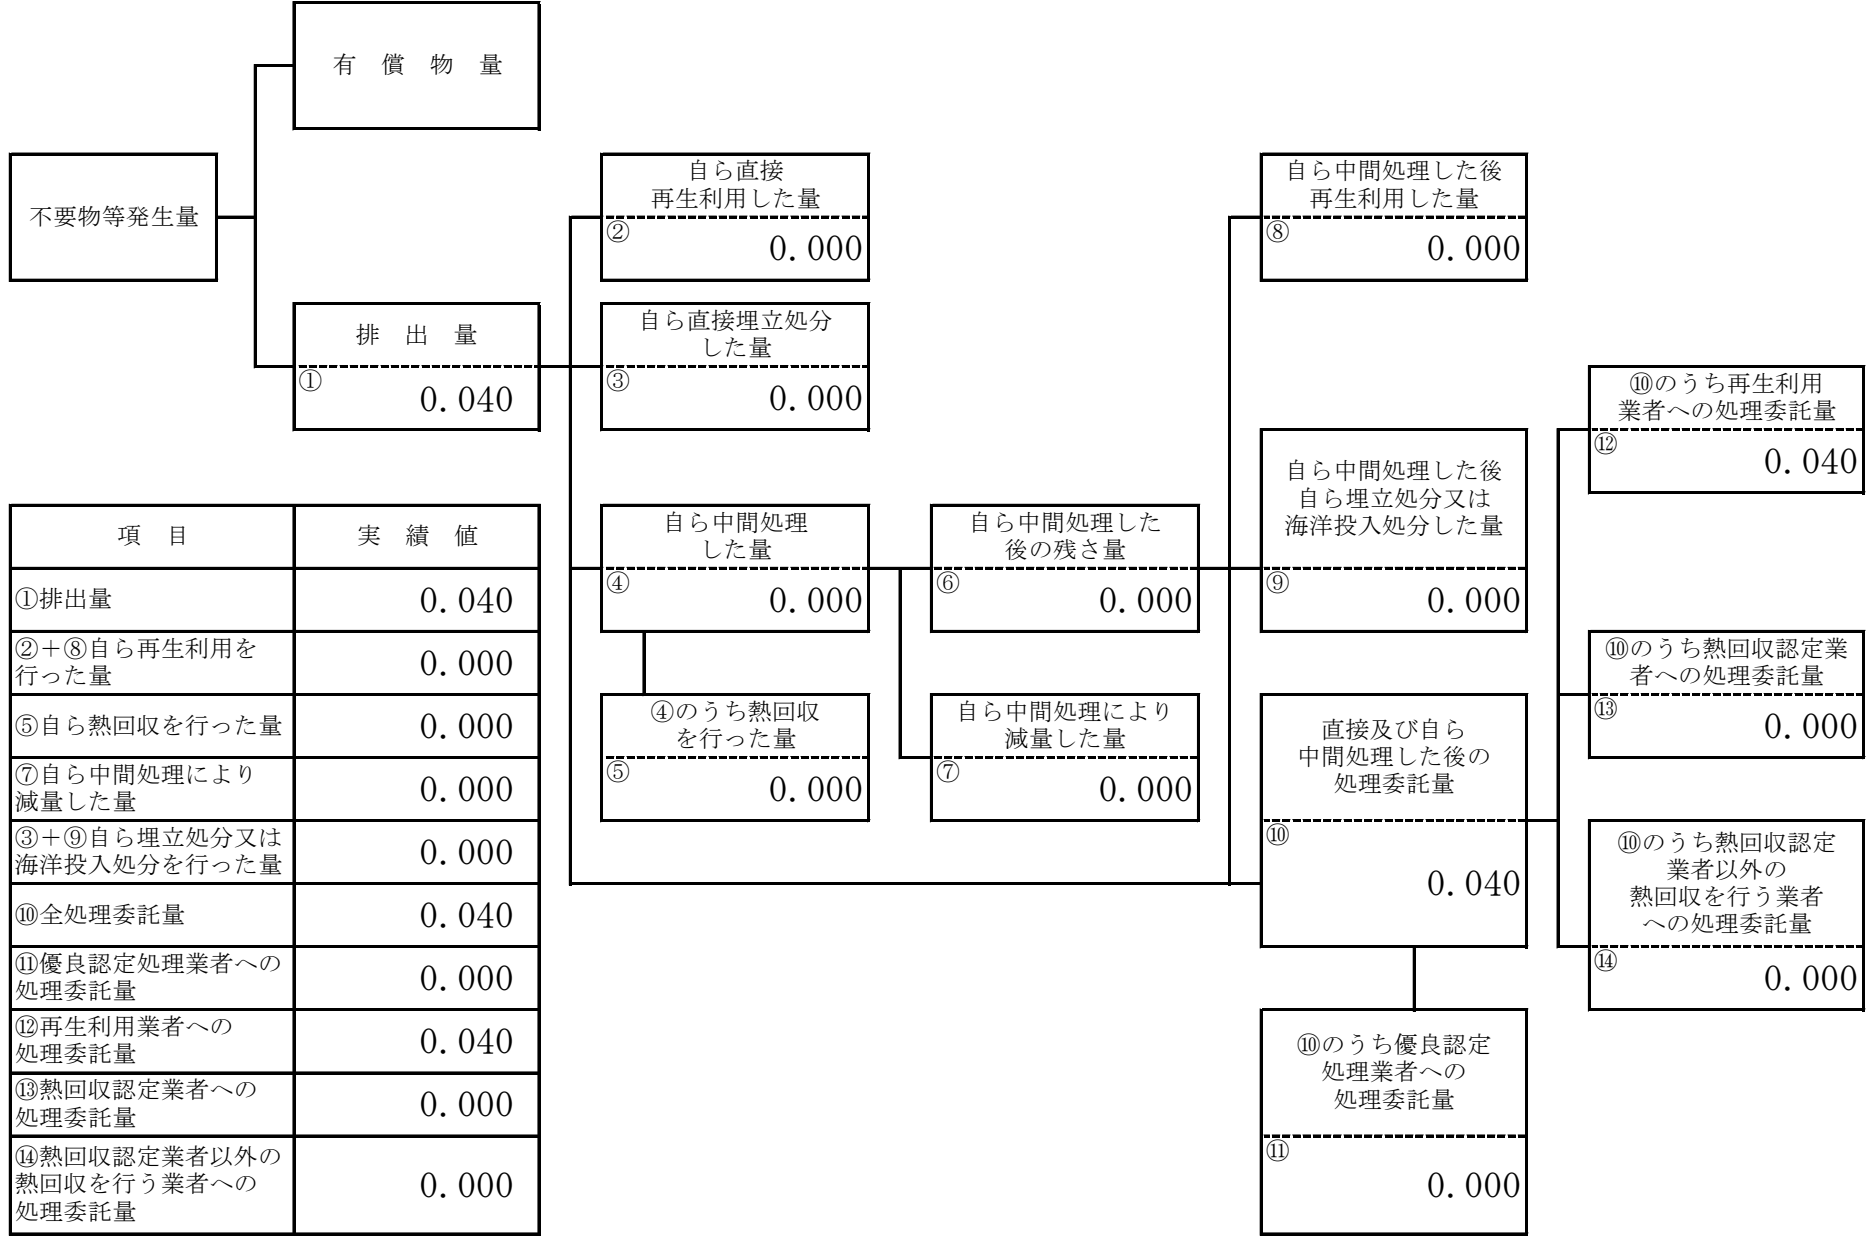 有 償 物 量
不要物等発生量
排 出 量
①
0.040
自ら直接
再生利用した量
②
0.000
自ら直接埋立処分
した量
③
0.000
自ら中間処理
した量
④
0.000
④のうち熱回収
を行った量
⑤
0.000
自ら中間処理した
後の残さ量
⑥
0.000
自ら中間処理により
減量した量
⑦
0.000
自ら中間処理した後
再生利用した量
⑧
0.000
自ら中間処理した後
自ら埋立処分又は
海洋投入処分した量
⑨
0.000
直接及び自ら
中間処理した後の
処理委託量
⑩
0.040
⑩のうち優良認定
処理業者への
処理委託量
⑪
0.000
⑩のうち再生利用
業者への処理委託量
⑫
0.040
⑩のうち熱回収認定業
者への処理委託量
⑬
0.000
⑩のうち熱回収認定
業者以外の
熱回収を行う業者
への処理委託量
⑭
0.000
項 目 実 績 値
①排出量 0.040
②＋⑧自ら再生利用を
行った量
0.000
⑤自ら熱回収を行った量 0.000
⑦自ら中間処理により
減量した量
0.000
③＋⑨自ら埋立処分又は
海洋投入処分を行った量
0.000
⑩全処理委託量 0.040
⑪優良認定処理業者への
処理委託量
0.000
⑫再生利用業者への
処理委託量
0.040
⑬熱回収認定業者への
処理委託量
0.000
⑭熱回収認定業者以外の
熱回収を行う業者への
処理委託量
0.000